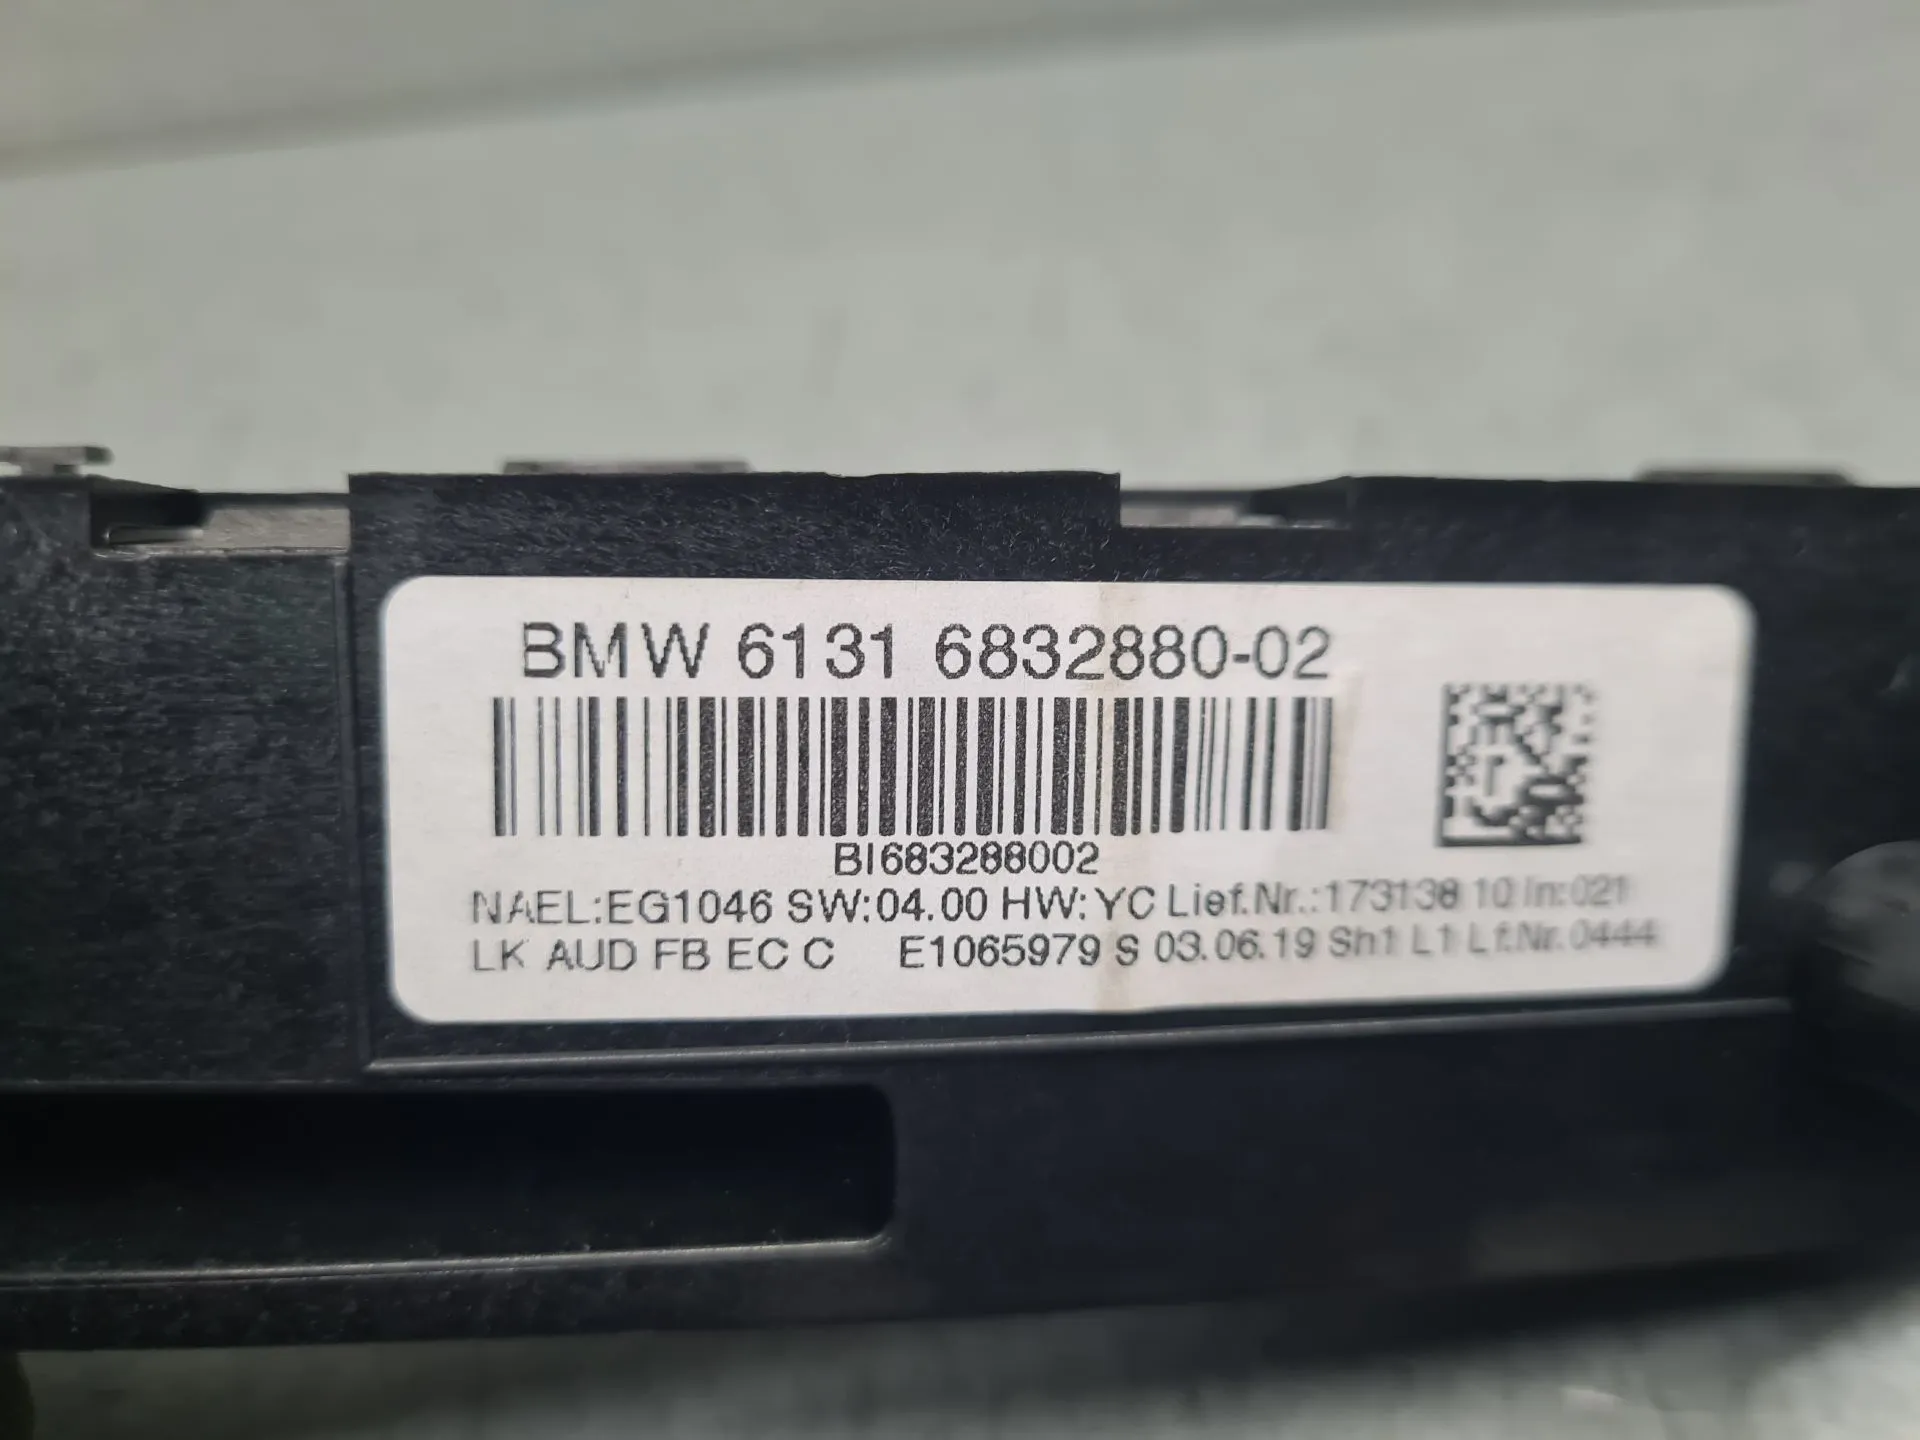 BMW 6131 6832880-02
BI683288002
NAEL:EG1046 SW:04.00 HW:YC Lief.Nr.:173138 10 In:021
LK AUD FB EC C E1065979 S 03.06.19 Sh1 L1 Lf.Nr.0444